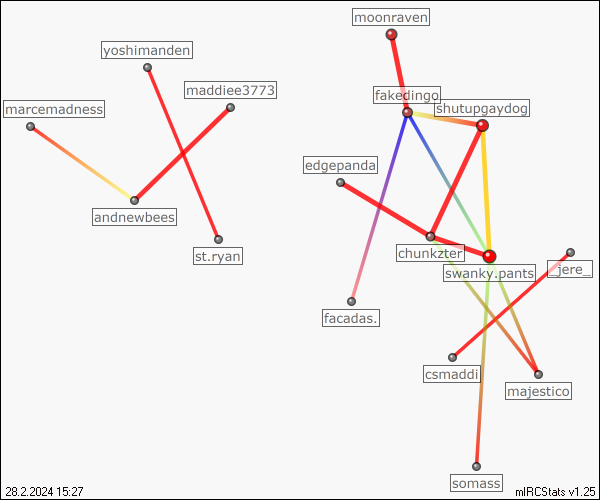 moonraven
yoshimanden
maddiee3773
fakedingo
marcemadness
shutupgaydog
edgepanda
andnewbees
st.ryan
chunkzter
swanky.pants
_jere_
facadas.
csmaddi
majestico
somass
28.2.2024 15:27
mIRCStats v1.25